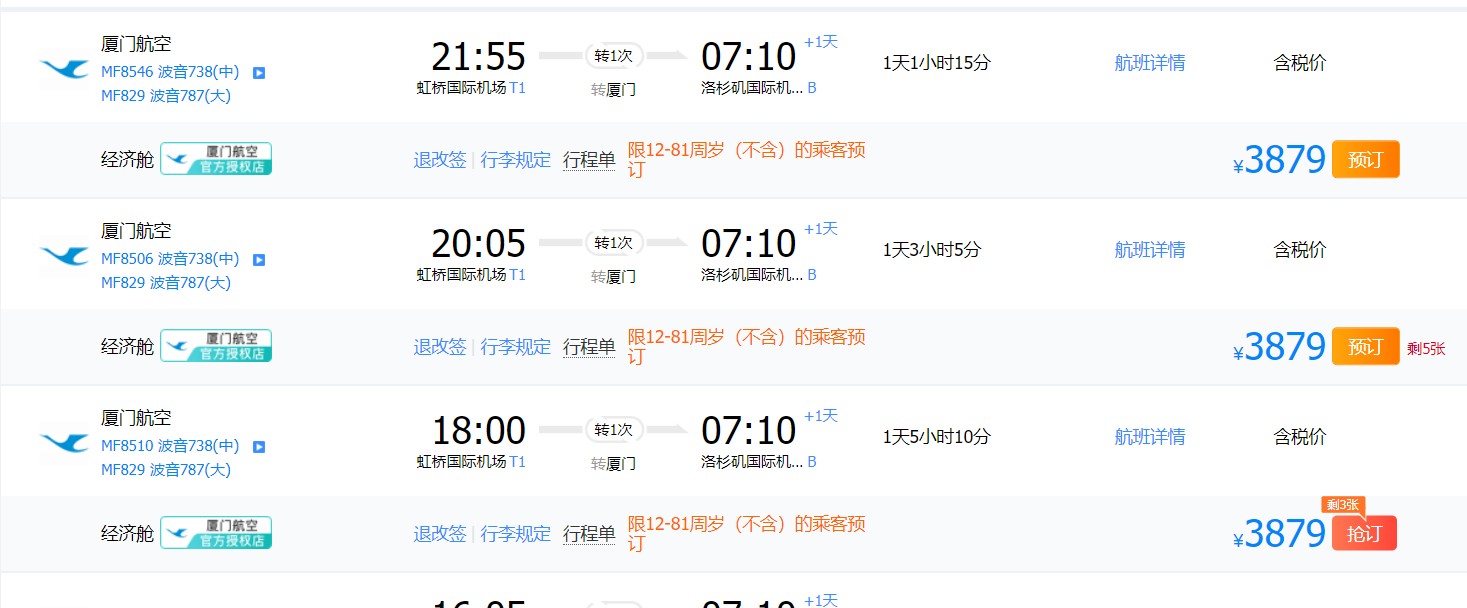 厦门航空
MF8546 波音738(中)
MF829 波音787(大)
21:55
虹桥国际机场 T1
转1次
转厦门
07:10 +1天
洛杉矶国际机... B
1天1小时15分
航班详情
含税价
经济舱
厦门航空
官方授权店
退改签 | 行李规定 行程单
限12-81周岁（不含）的乘客预
订
¥3879 预订
厦门航空
MF8506 波音738(中)
MF829 波音787(大)
20:05
虹桥国际机场 T1
转1次
转厦门
07:10 +1天
洛杉矶国际机... B
1天3小时5分
航班详情
含税价
经济舱
厦门航空
官方授权店
退改签 | 行李规定 行程单
限12-81周岁（不含）的乘客预
订
¥3879 预订 剩5张
厦门航空
MF8510 波音738(中)
MF829 波音787(大)
18:00
虹桥国际机场 T1
转1次
转厦门
07:10 +1天
洛杉矶国际机... B
1天5小时10分
航班详情
含税价
经济舱
厦门航空
官方授权店
退改签 | 行李规定 行程单
限12-81周岁（不含）的乘客预
订
剩3张
¥3879 抢订
16:05
07:10 +1天